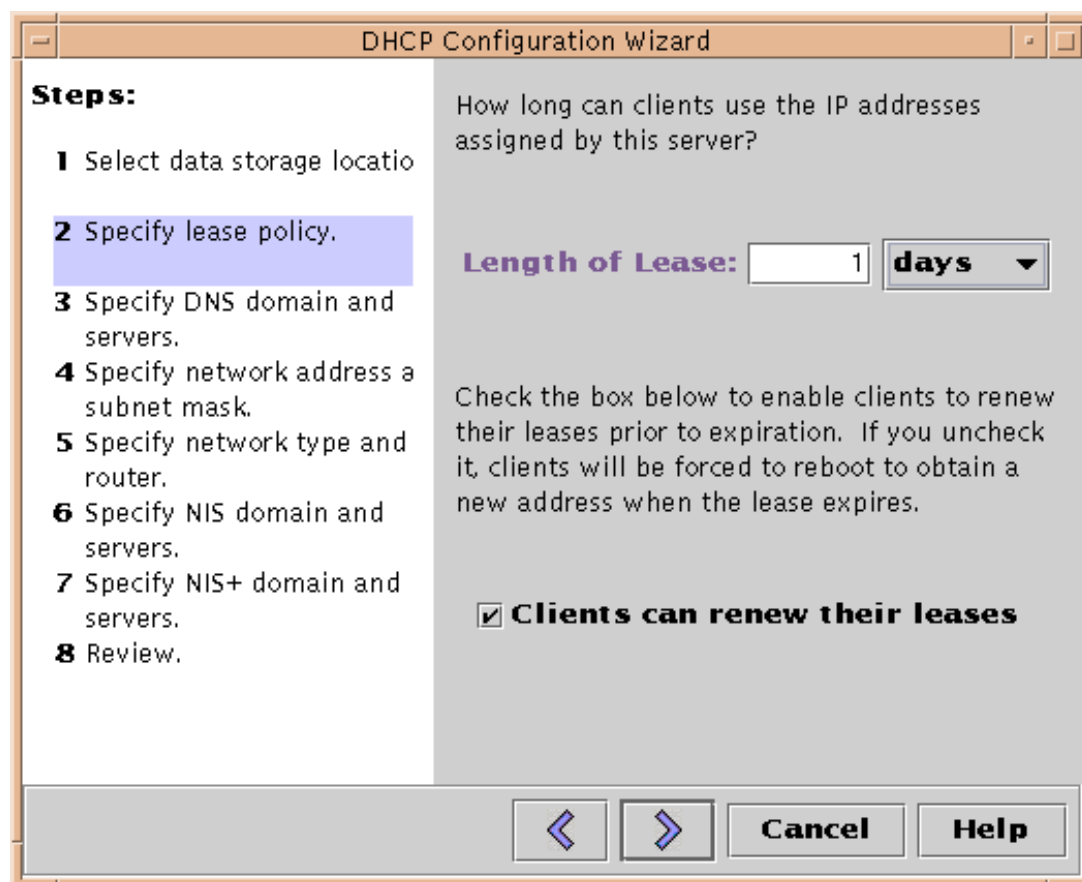 DHCP Configuration Wizard
Steps:
1 Select data storage locatio
2 Specify lease policy.
3 Specify DNS domain and
servers.
4 Specify network address a
subnet mask.
5 Specify network type and
router.
6 Specify NIS domain and
servers.
7 Specify NIS+ domain and
servers.
8 Review.
How long can clients use the IP addresses
assigned by this server?
Length of Lease: 1 days
Check the box below to enable clients to renew
their leases prior to expiration. If you uncheck
it, clients will be forced to reboot to obtain a
new address when the lease expires.
Clients can renew their leases
Cancel Help